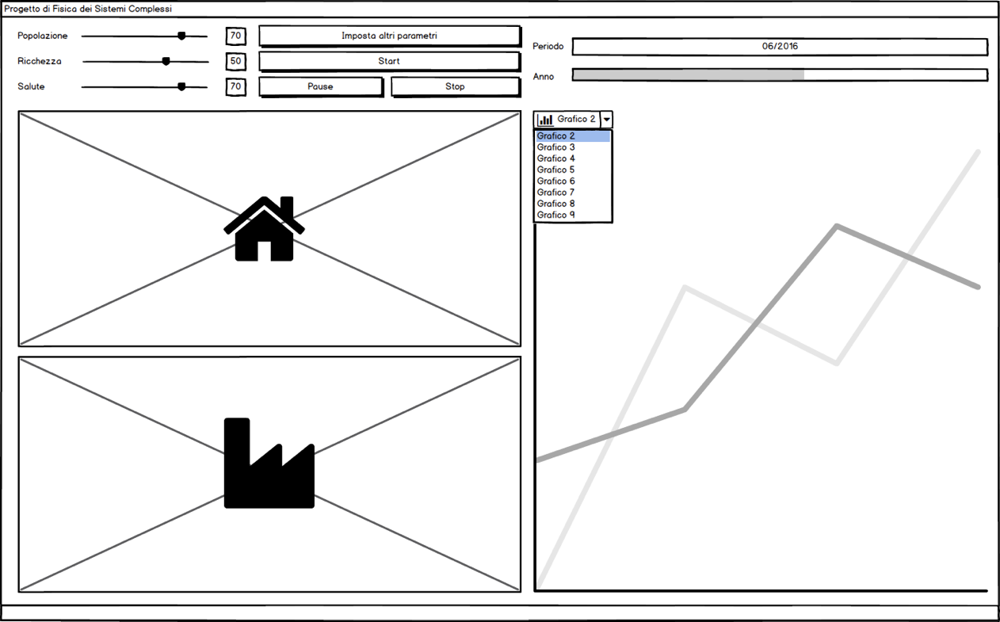 Progetto di Fisica dei Sistemi Complessi
Popolazione 70 Imposta altri parametri
Ricchezza 50 Start
Salute 70 Pause Stop
Periodo 06/2016
Anno
Grafico 2
Grafico 2
Grafico 3
Grafico 4
Grafico 5
Grafico 6
Grafico 7
Grafico 8
Grafico 9